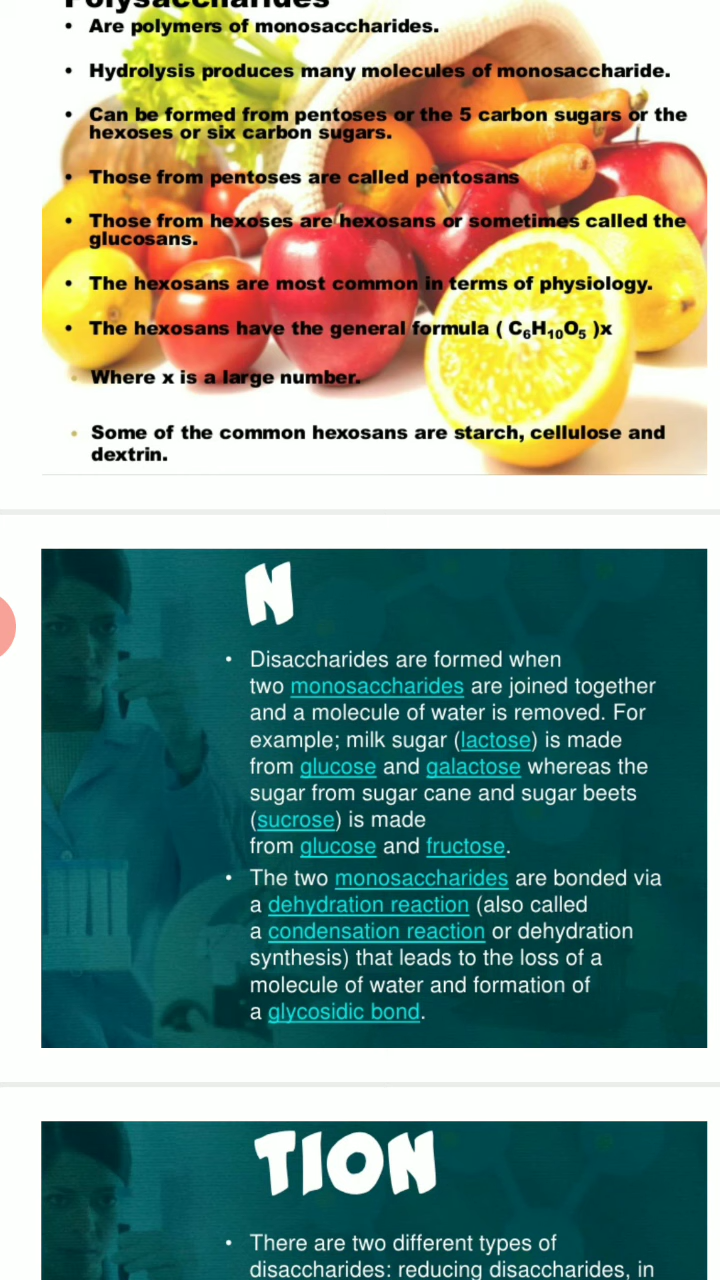 Polysaccharides
• Are polymers of monosaccharides.
• Hydrolysis produces many molecules of monosaccharide.
• Can be formed from pentoses or the 5 carbon sugars or the
hexoses or six carbon sugars.
• Those from pentoses are called pentosans
• Those from hexoses are hexosans or sometimes called the
glucosans.
• The hexosans are most common in terms of physiology.
• The hexosans have the general formula ( C₆H₁₀O₅ )x
• Where x is a large number.
• Some of the common hexosans are starch, cellulose and
dextrin.
N
• Disaccharides are formed when
two monosaccharides are joined together
and a molecule of water is removed. For
example; milk sugar (lactose) is made
from glucose and galactose whereas the
sugar from sugar cane and sugar beets
(sucrose) is made
from glucose and fructose.
• The two monosaccharides are bonded via
a dehydration reaction (also called
a condensation reaction or dehydration
synthesis) that leads to the loss of a
molecule of water and formation of
a glycosidic bond.
TION
• There are two different types of
disaccharides: reducing disaccharides, in